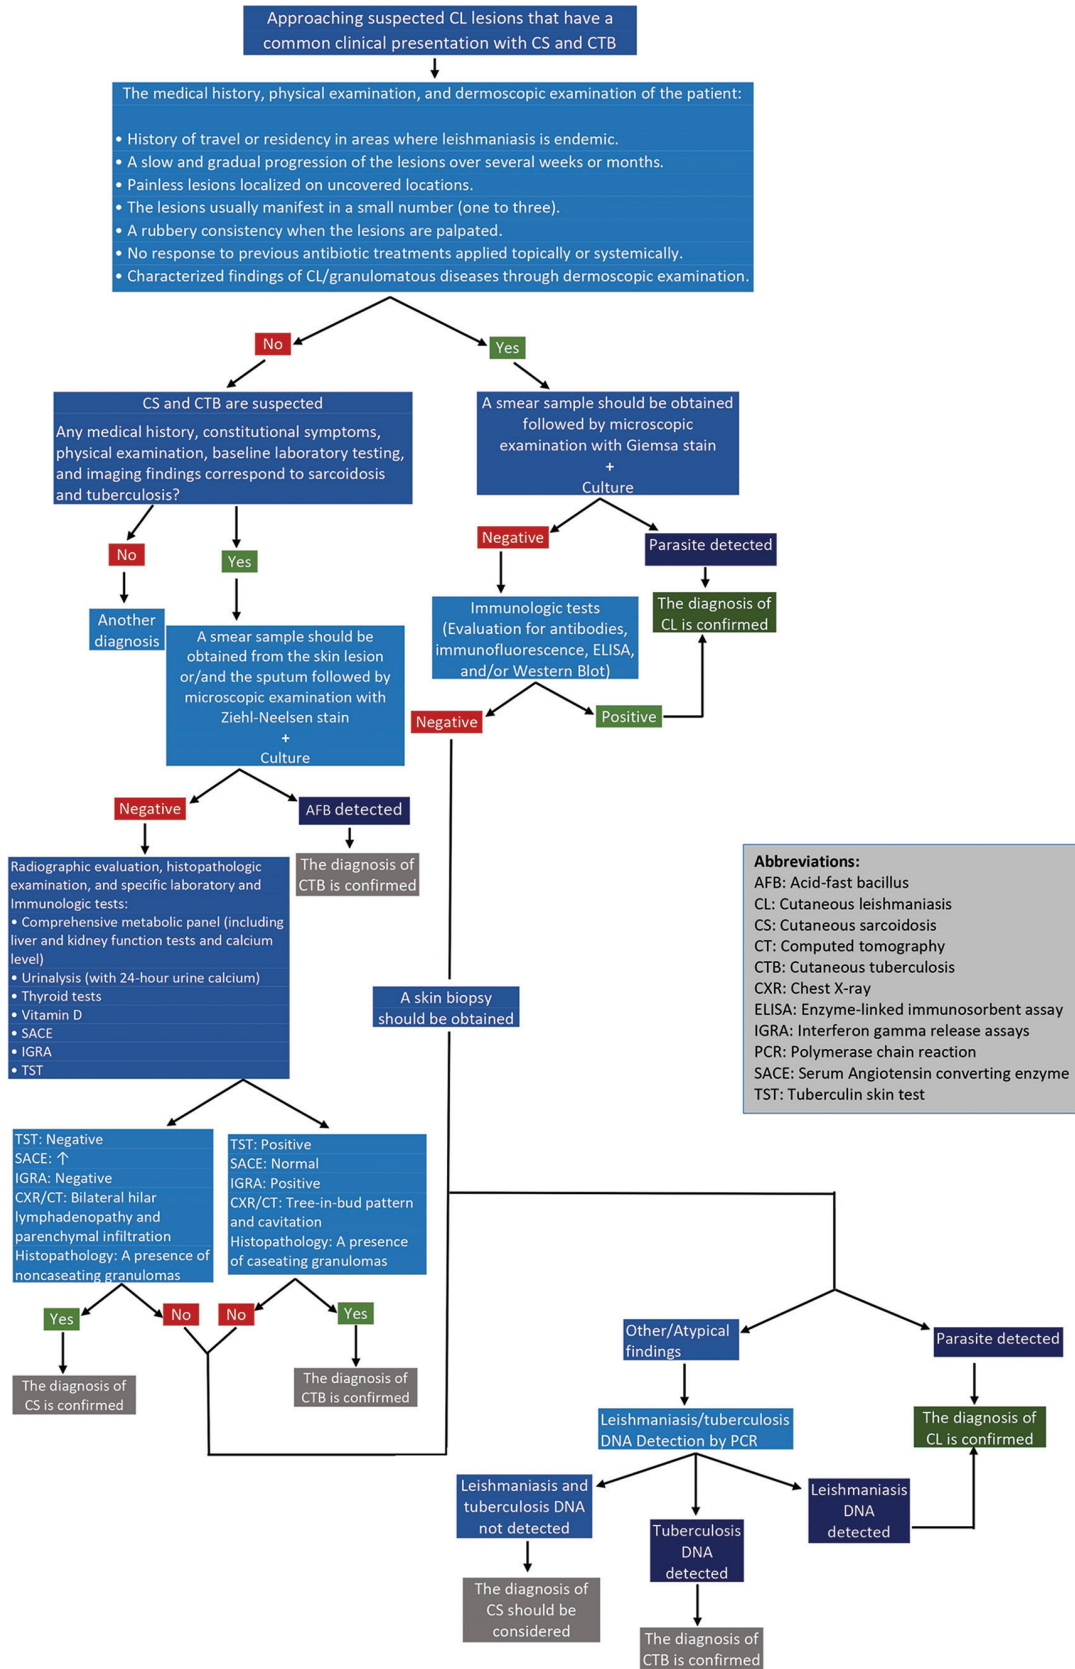 Approaching suspected CL lesions that have a
common clinical presentation with CS and CTB
The medical history, physical examination, and dermoscopic examination of the patient:
• History of travel or residency in areas where leishmaniasis is endemic.
• A slow and gradual progression of the lesions over several weeks or months.
• Painless lesions localized on uncovered locations.
• The lesions usually manifest in a small number (one to three).
• A rubbery consistency when the lesions are palpated.
• No response to previous antibiotic treatments applied topically or systemically.
• Characterized findings of CL/granulomatous diseases through dermoscopic examination.
No
Yes
CS and CTB are suspected
Any medical history, constitutional symptoms,
physical examination, baseline laboratory testing,
and imaging findings correspond to sarcoidosis
and tuberculosis?
A smear sample should be obtained
followed by microscopic
examination with Giemsa stain
+
Culture
No
Yes
Negative
Parasite detected
Another
diagnosis
A smear sample should be
obtained from the skin lesion
or/and the sputum followed by
microscopic examination with
Ziehl-Neelsen stain
+
Culture
Immunologic tests
(Evaluation for antibodies,
immunofluorescence, ELISA,
and/or Western Blot)
The diagnosis of
CL is confirmed
Negative
Positive
Negative
AFB detected
Radiographic evaluation, histopathologic
examination, and specific laboratory and
Immunologic tests:
• Comprehensive metabolic panel (including
liver and kidney function tests and calcium
level)
• Urinalysis (with 24-hour urine calcium)
• Thyroid tests
• Vitamin D
• SACE
• IGRA
• TST
The diagnosis of
CTB is confirmed
A skin biopsy
should be obtained
Abbreviations:
AFB: Acid-fast bacillus
CL: Cutaneous leishmaniasis
CS: Cutaneous sarcoidosis
CT: Computed tomography
CTB: Cutaneous tuberculosis
CXR: Chest X-ray
ELISA: Enzyme-linked immunosorbent assay
IGRA: Interferon gamma release assays
PCR: Polymerase chain reaction
SACE: Serum Angiotensin converting enzyme
TST: Tuberculin skin test
TST: Negative
SACE: ↑
IGRA: Negative
CXR/CT: Bilateral hilar
lymphadenopathy and
parenchymal infiltration
Histopathology: A presence of
noncaseating granulomas
TST: Positive
SACE: Normal
IGRA: Positive
CXR/CT: Tree-in-bud pattern
and cavitation
Histopathology: A presence
of caseating granulomas
Yes
No
No
Yes
The diagnosis of
CS is confirmed
The diagnosis of
CTB is confirmed
Other/Atypical
findings
Parasite detected
Leishmaniasis/tuberculosis
DNA Detection by PCR
The diagnosis of
CL is confirmed
Leishmaniasis and
tuberculosis DNA
not detected
Tuberculosis
DNA
detected
Leishmaniasis
DNA
detected
The diagnosis of
CS should be
considered
The diagnosis of
CTB is confirmed